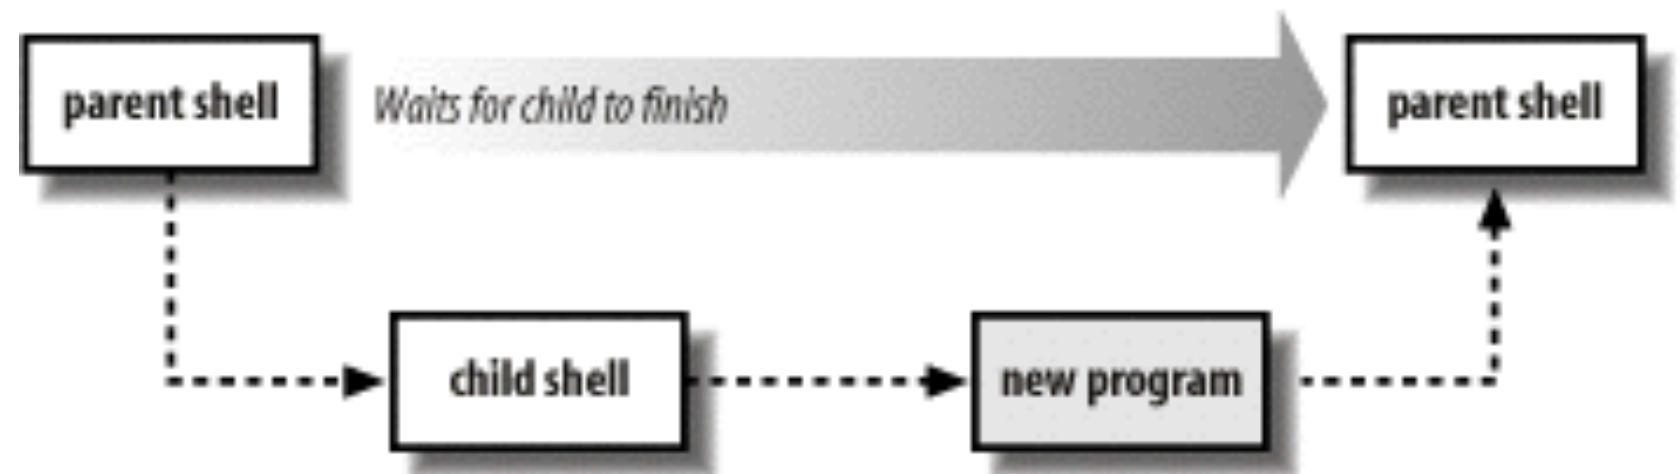 parent shell
Waits for child to finish
parent shell
child shell
new program